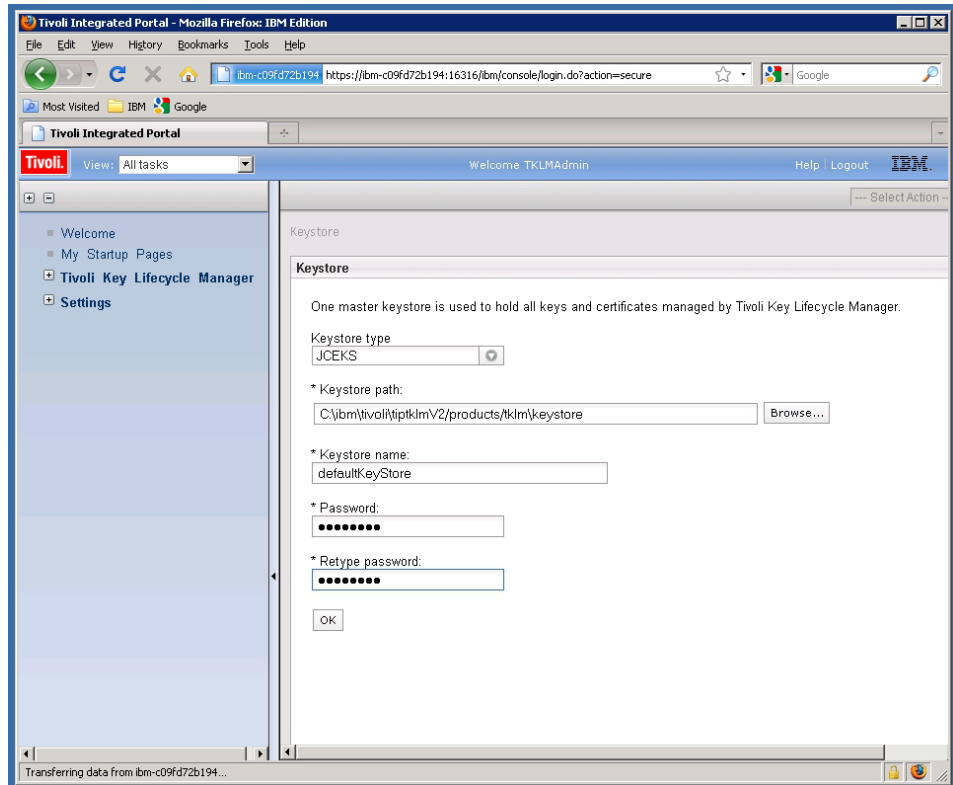 Tivoli Integrated Portal - Mozilla Firefox: IBM Edition
File Edit View History Bookmarks Tools Help
ibm-c09fd72b194 https://ibm-c09fd72b194:16316/ibm/console/login.do?action=secure Google
Most Visited IBM Google
Tivoli Integrated Portal
Tivoli. View: All tasks Welcome TKLMAdmin Help Logout IBM.
--- Select Action --
Welcome
My Startup Pages
Tivoli Key Lifecycle Manager
Settings
Keystore
Keystore
One master keystore is used to hold all keys and certificates managed by Tivoli Key Lifecycle Manager.
Keystore type
JCEKS
* Keystore path:
C:\ibm\tivoli\tiptklmV2/products/tklm\keystore Browse...
* Keystore name:
defaultKeyStore
* Password:
●●●●●●●●
* Retype password:
●●●●●●●●
OK
Transferring data from ibm-c09fd72b194...